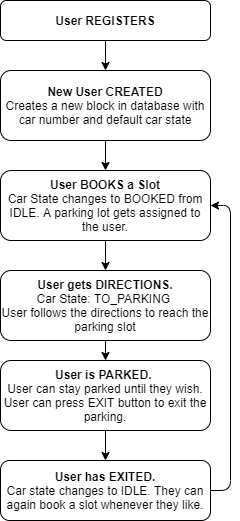 User REGISTERS
New User CREATED
Creates a new block in database with
car number and default car state
User BOOKS a Slot
Car State changes to BOOKED from
IDLE. A parking lot gets assigned to
the user.
User gets DIRECTIONS.
Car State: TO_PARKING
User follows the directions to reach the
parking slot
User is PARKED.
User can stay parked until they wish.
User can press EXIT button to exit the
parking.
User has EXITED.
Car state changes to IDLE. They can
again book a slot whenever they like.